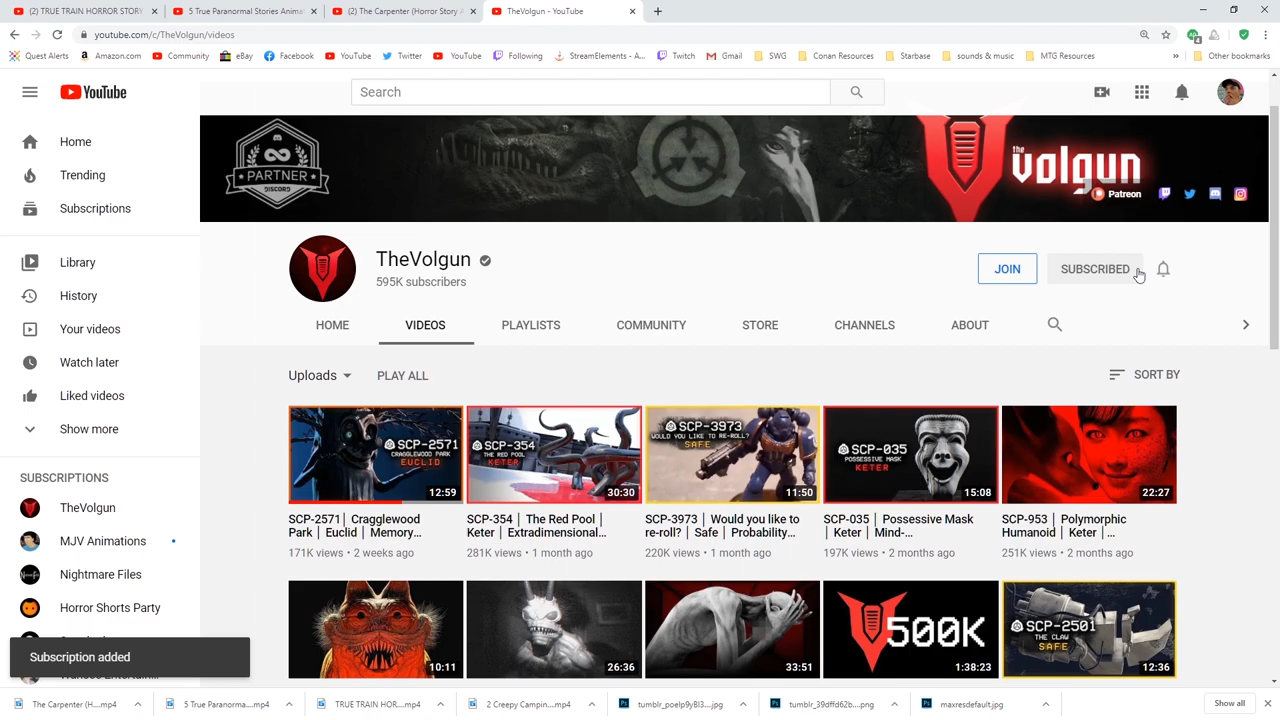 (2) TRUE TRAIN HORROR STORY
5 True Paranormal Stories Anima
(2) The Carpenter (Horror Story A
TheVolgun - YouTube
youtube.com/c/TheVolgun/videos
Quest Alerts
Amazon.com
Community
eBay
Facebook
YouTube
Twitter
YouTube
Following
StreamElements - A...
Twitch
Gmail
SWG
Conan Resources
Starbase
sounds & music
MTG Resources
»
Other bookmarks
YouTube
Search
Home
Trending
Subscriptions
Library
History
Your videos
Watch later
Liked videos
Show more
SUBSCRIPTIONS
TheVolgun
MJV Animations
Nightmare Files
Horror Shorts Party
Subscription added
PARTNER
DISCORD
the
Volgun
Patreon
TheVolgun
595K subscribers
JOIN
SUBSCRIBED
HOME
VIDEOS
PLAYLISTS
COMMUNITY
STORE
CHANNELS
ABOUT
Uploads
PLAY ALL
SORT BY
SCP-2571
CRAGGLEWOOD
PARK
EUCLID
12:59
SCP-354
THE RED POOL
KETER
30:30
SCP-3973
WOULD YOU LIKE TO
RE-ROLL?
SAFE
11:50
SCP-035
POSSESSIVE
MASK
KETER
15:08
22:27
SCP-2571│ Cragglewood
Park │ Euclid │ Memory...
171K views • 2 weeks ago
SCP-354 │ The Red Pool │
Keter │ Extradimensional...
281K views • 1 month ago
SCP-3973 │ Would you like to
re-roll? │ Safe │ Probability...
220K views • 1 month ago
SCP-035 │ Possessive Mask
│ Keter │ Mind-...
197K views • 2 months ago
SCP-953 │ Polymorphic
Humanoid │ Keter │...
251K views • 2 months ago
10:11
26:36
33:51
500K
1:38:23
SCP-2501
THE CLAW
SAFE
12:36
The Carpenter (H....mp4
5 True Paranorma....mp4
TRUE TRAIN HOR....mp4
2 Creepy Campin....mp4
tumblr_poelp9yBl3....jpg
tumblr_39dffd62b....png
maxresdefault.jpg
Show all